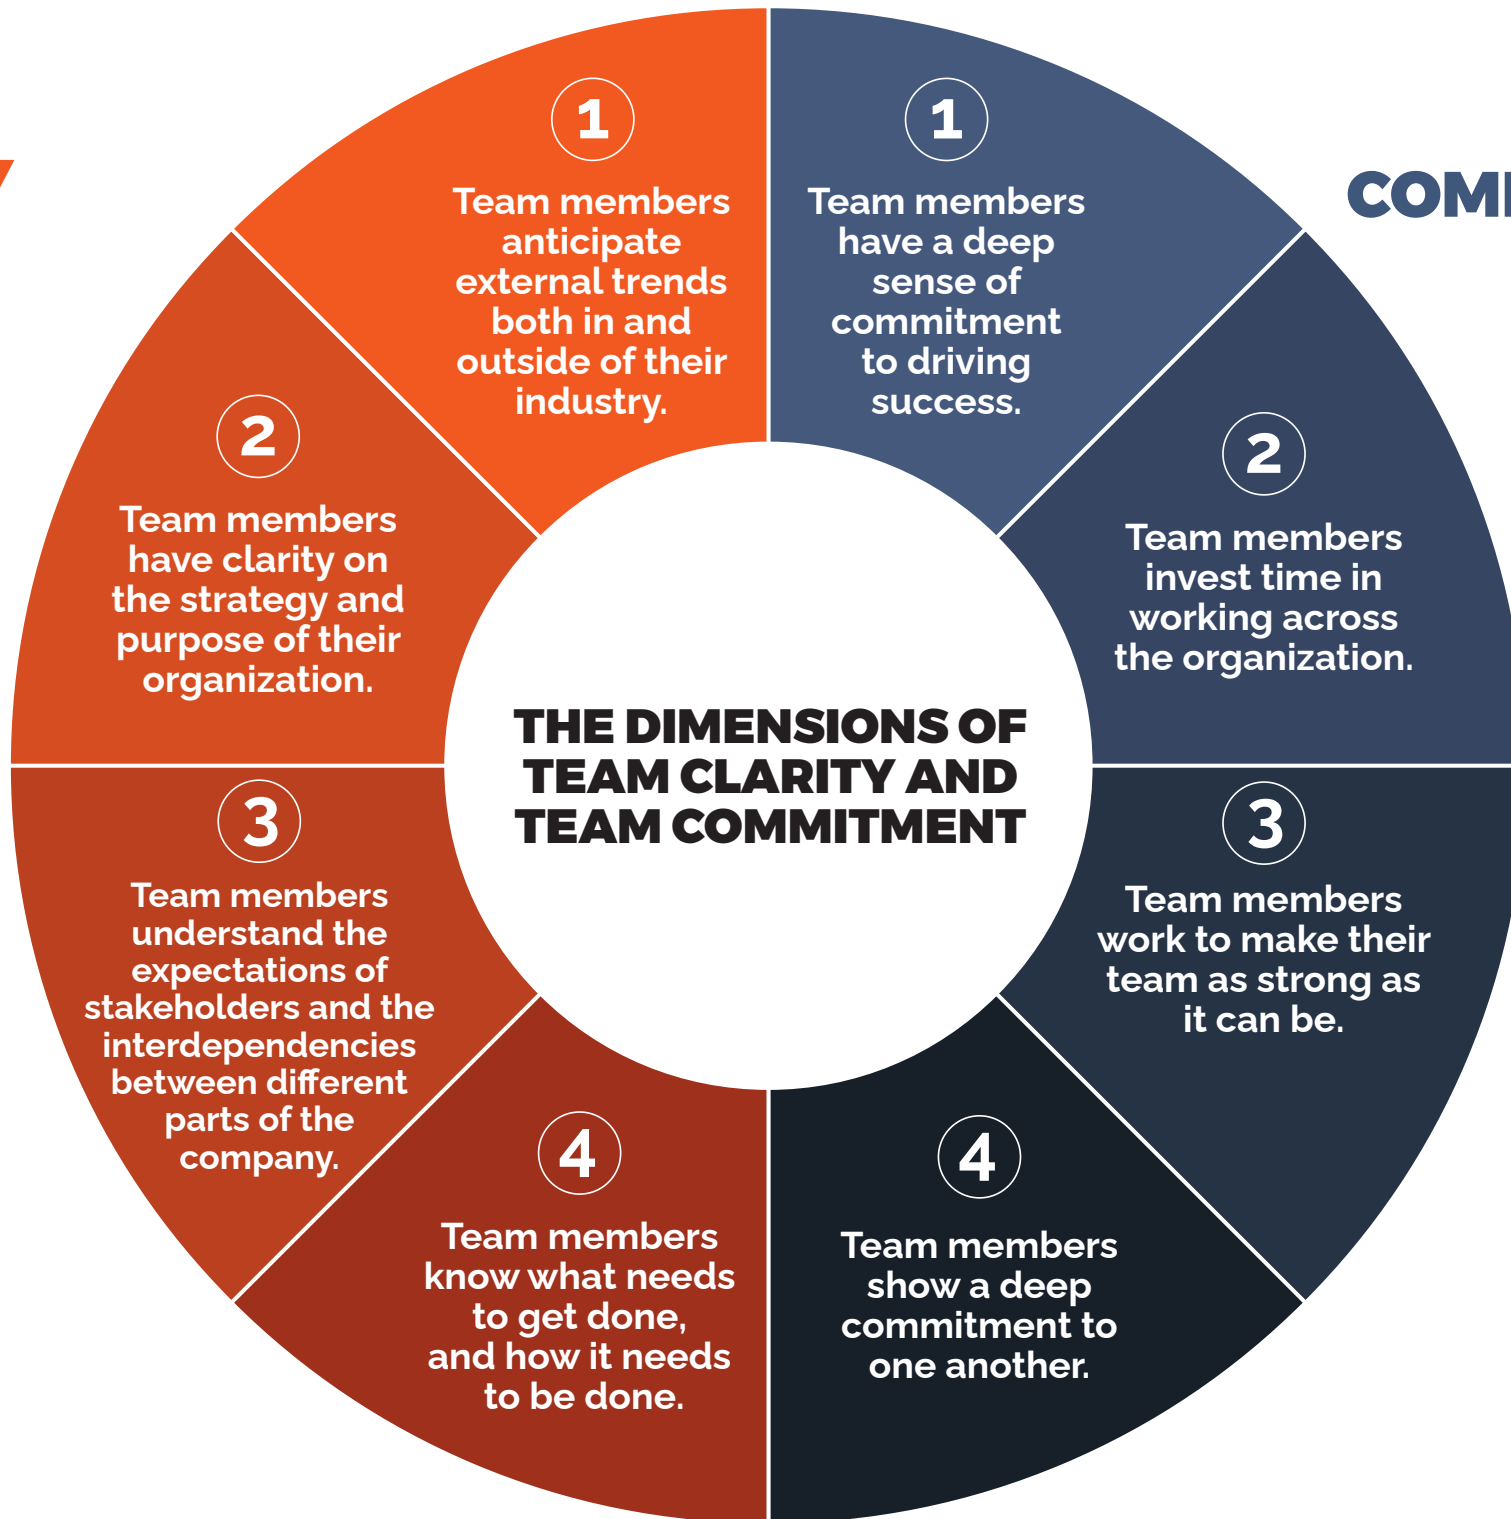 COM
1
Team members
anticipate
external trends
both in and
outside of their
industry.
2
Team members
have clarity on
the strategy and
purpose of their
organization.
3
Team members
understand the
expectations of
stakeholders and the
interdependencies
between different
parts of the
company.
4
Team members
know what needs
to get done,
and how it needs
to be done.
THE DIMENSIONS OF
TEAM CLARITY AND
TEAM COMMITMENT
1
Team members
have a deep
sense of
commitment
to driving
success.
2
Team members
invest time in
working across
the organization.
3
Team members
work to make their
team as strong as
it can be.
4
Team members
show a deep
commitment to
one another.